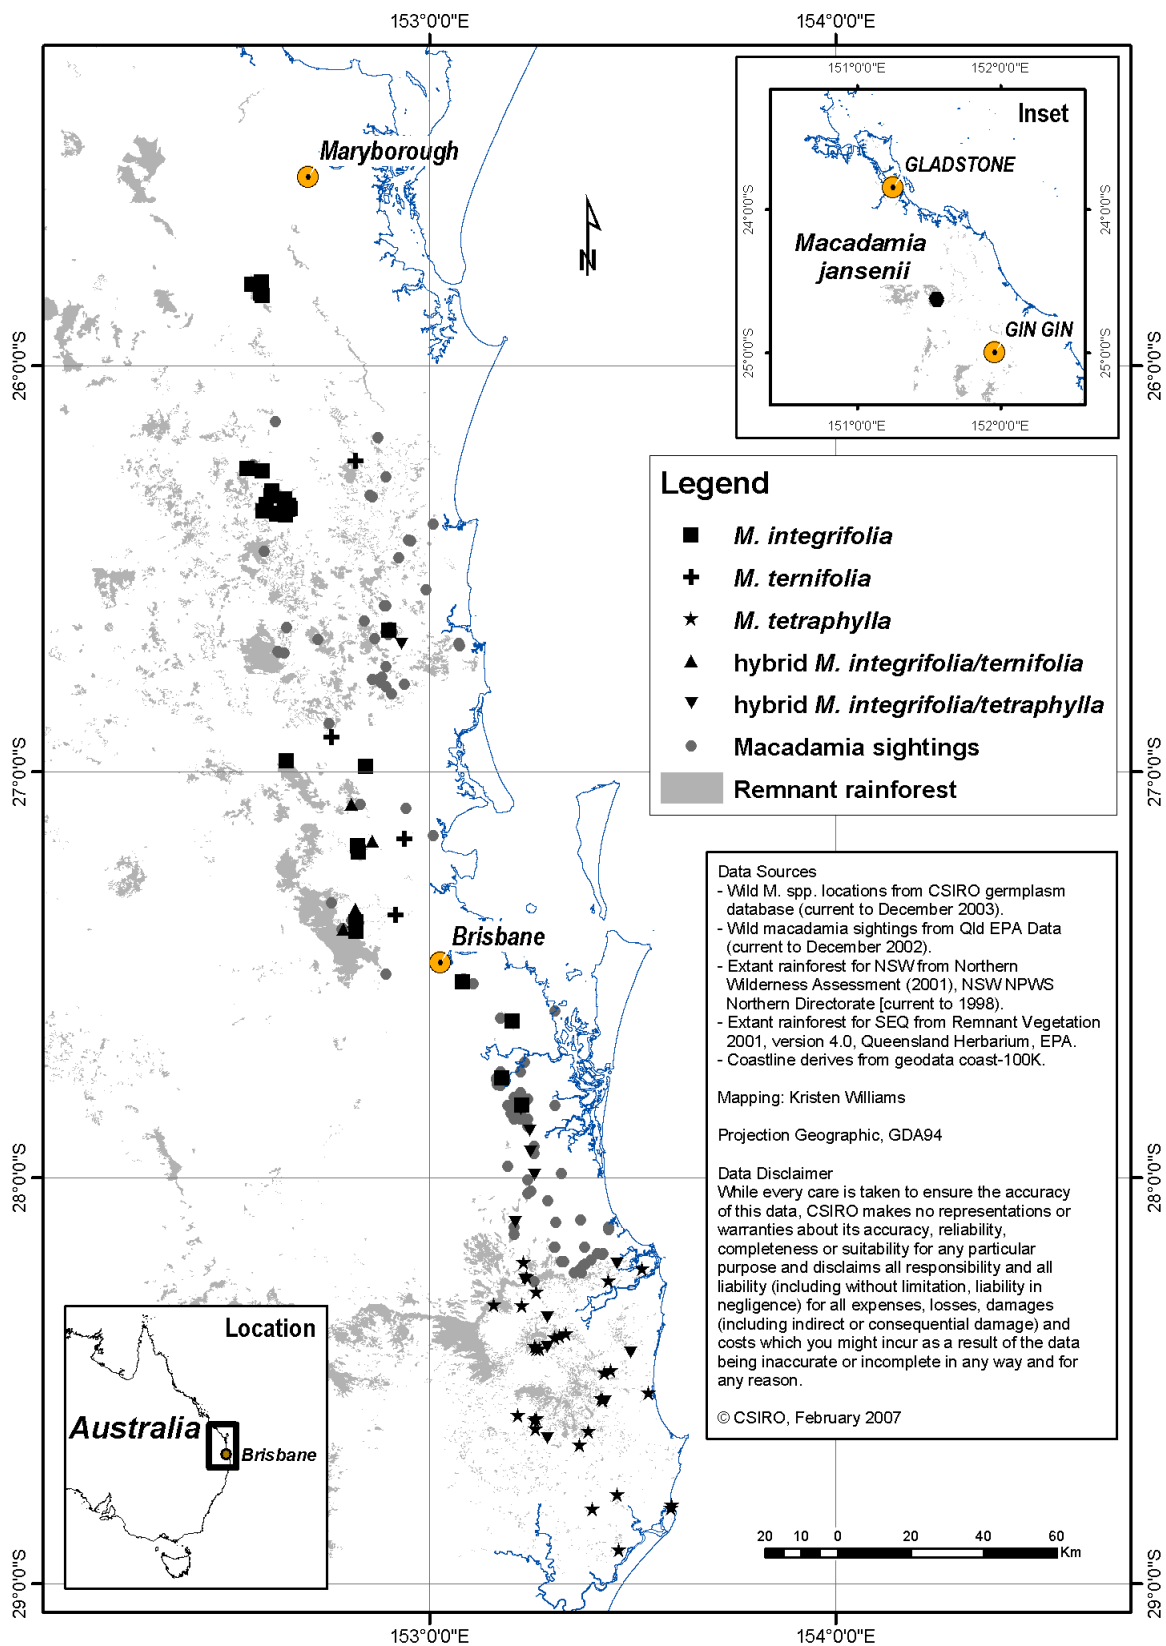 153°0'0"E
154°0'0"E
Maryborough
N
151°0'0"E
152°0'0"E
Inset
GLADSTONE
24°0'0"S
24°0'0"S
Macadamia
jansenii
GIN GIN
25°0'0"S
25°0'0"S
151°0'0"E
152°0'0"E
26°0'0"S
26°0'0"S
Legend
M. integrifolia
M. ternifolia
M. tetraphylla
hybrid M. integrifolia/ternifolia
hybrid M. integrifolia/tetraphylla
Macadamia sightings
Remnant rainforest
27°0'0"S
27°0'0"S
Brisbane
Data Sources
- Wild M. spp. locations from CSIRO germplasm
database (current to December 2003).
- Wild macadamia sightings from Qld EPA Data
(current to December 2002).
- Extant rainforest for NSW from Northern
Wilderness Assessment (2001), NSW NPWS
Northern Directorate [current to 1998).
- Extant rainforest for SEQ from Remnant Vegetation
2001, version 4.0, Queensland Herbarium, EPA.
- Coastline derives from geodata coast-100K.
Mapping: Kristen Williams
Projection Geographic, GDA94
Data Disclaimer
While every care is taken to ensure the accuracy
of this data, CSIRO makes no representations or
warranties about its accuracy, reliability,
completeness or suitability for any particular
purpose and disclaims all responsibility and all
liability (including without limitation, liability in
negligence) for all expenses, losses, damages
(including indirect or consequential damage) and
costs which you might incur as a result of the data
being inaccurate or incomplete in any way and for
any reason.
© CSIRO, February 2007
28°0'0"S
28°0'0"S
Location
Australia
Brisbane
20 10 0 20 40 60
Km
29°0'0"S
29°0'0"S
153°0'0"E
154°0'0"E